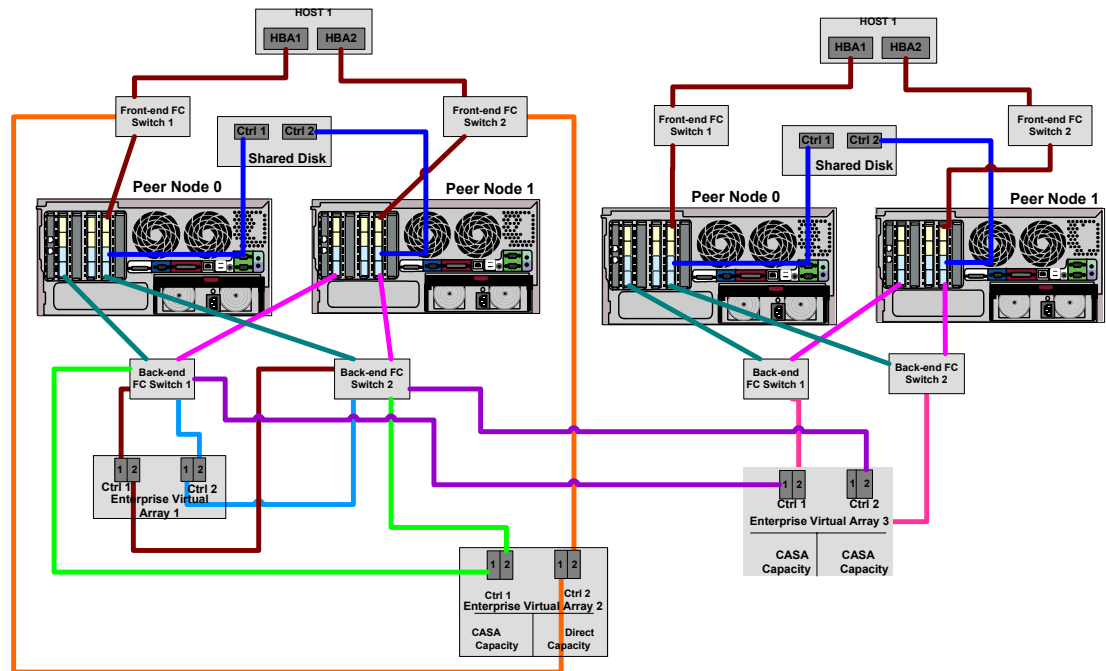 HOST 1
HBA1
HBA2
Front-end FC
Switch 1
Front-end FC
Switch 2
Ctrl 1
Ctrl 2
Shared Disk
Peer Node 0
Peer Node 1
Back-end
FC Switch 1
Back-end FC
Switch 2
1 2
1 2
Ctrl 1
Ctrl 2
Enterprise Virtual
Array 1
1 2
1 2
Ctrl 1
Ctrl 2
Enterprise Virtual Array 2
CASA
Capacity
Direct
Capacity
HOST 1
HBA1
HBA2
Front-end FC
Switch 1
Front-end FC
Switch 2
Ctrl 1
Ctrl 2
Shared Disk
Peer Node 0
Peer Node 1
Back-end
FC Switch 1
Back-end FC
Switch 2
1 2
1 2
Ctrl 1
Ctrl 2
Enterprise Virtual Array 3
CASA
Capacity
CASA
Capacity